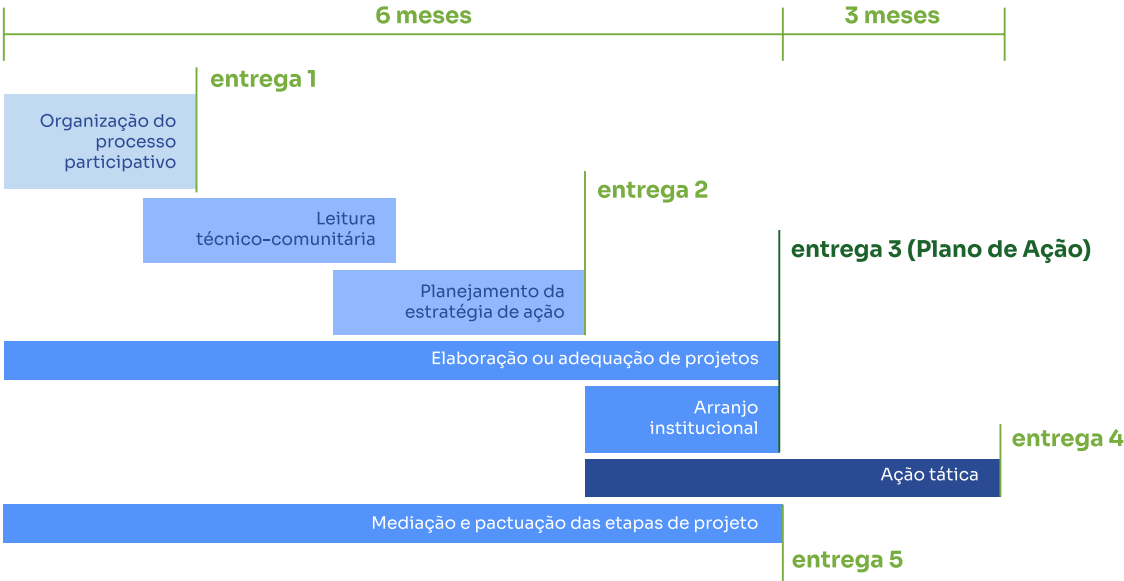 6 meses
3 meses
entrega 1
Organização do
processo
participativo
entrega 2
Leitura
técnico-comunitária
entrega 3 (Plano de Ação)
Planejamento da
estratégia de ação
Elaboração ou adequação de projetos
Arranjo
institucional
entrega 4
Ação tática
Mediação e pactuação das etapas de projeto
entrega 5